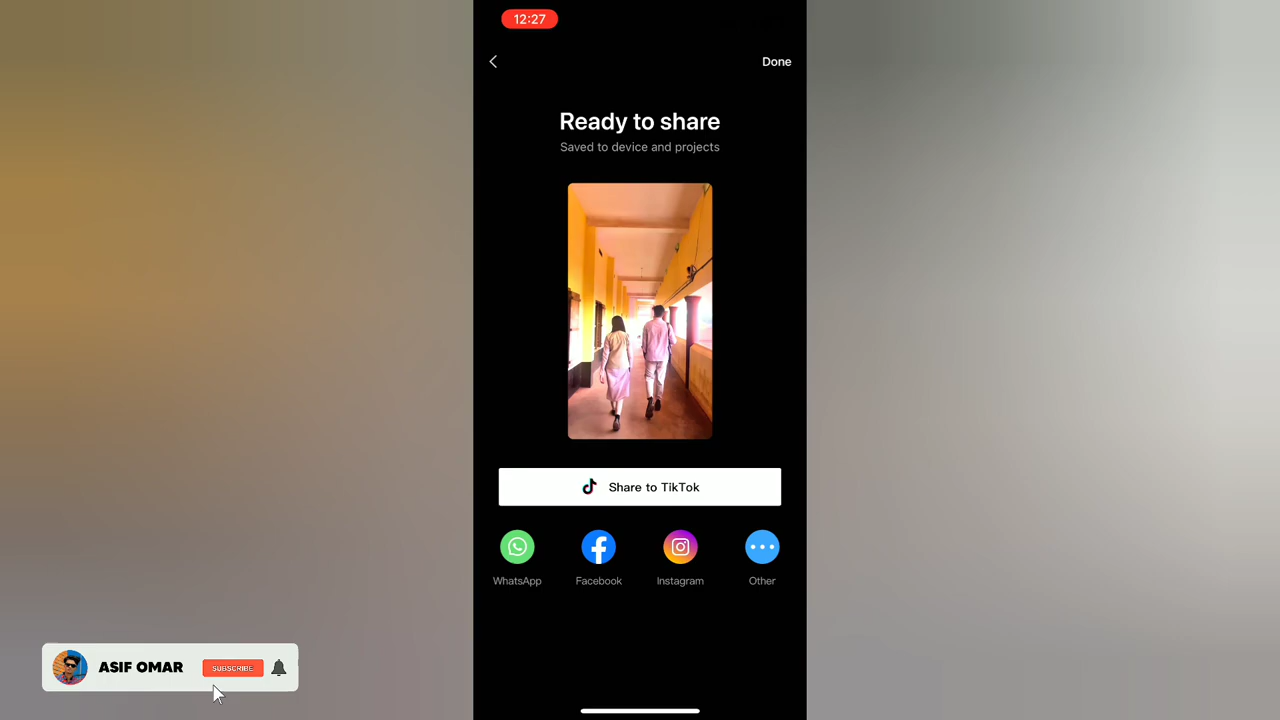 12:27
Done
Ready to share
Saved to device and projects
Share to TikTok
WhatsApp
Facebook
Instagram
Other
ASIF OMAR
SUBSCRIBE